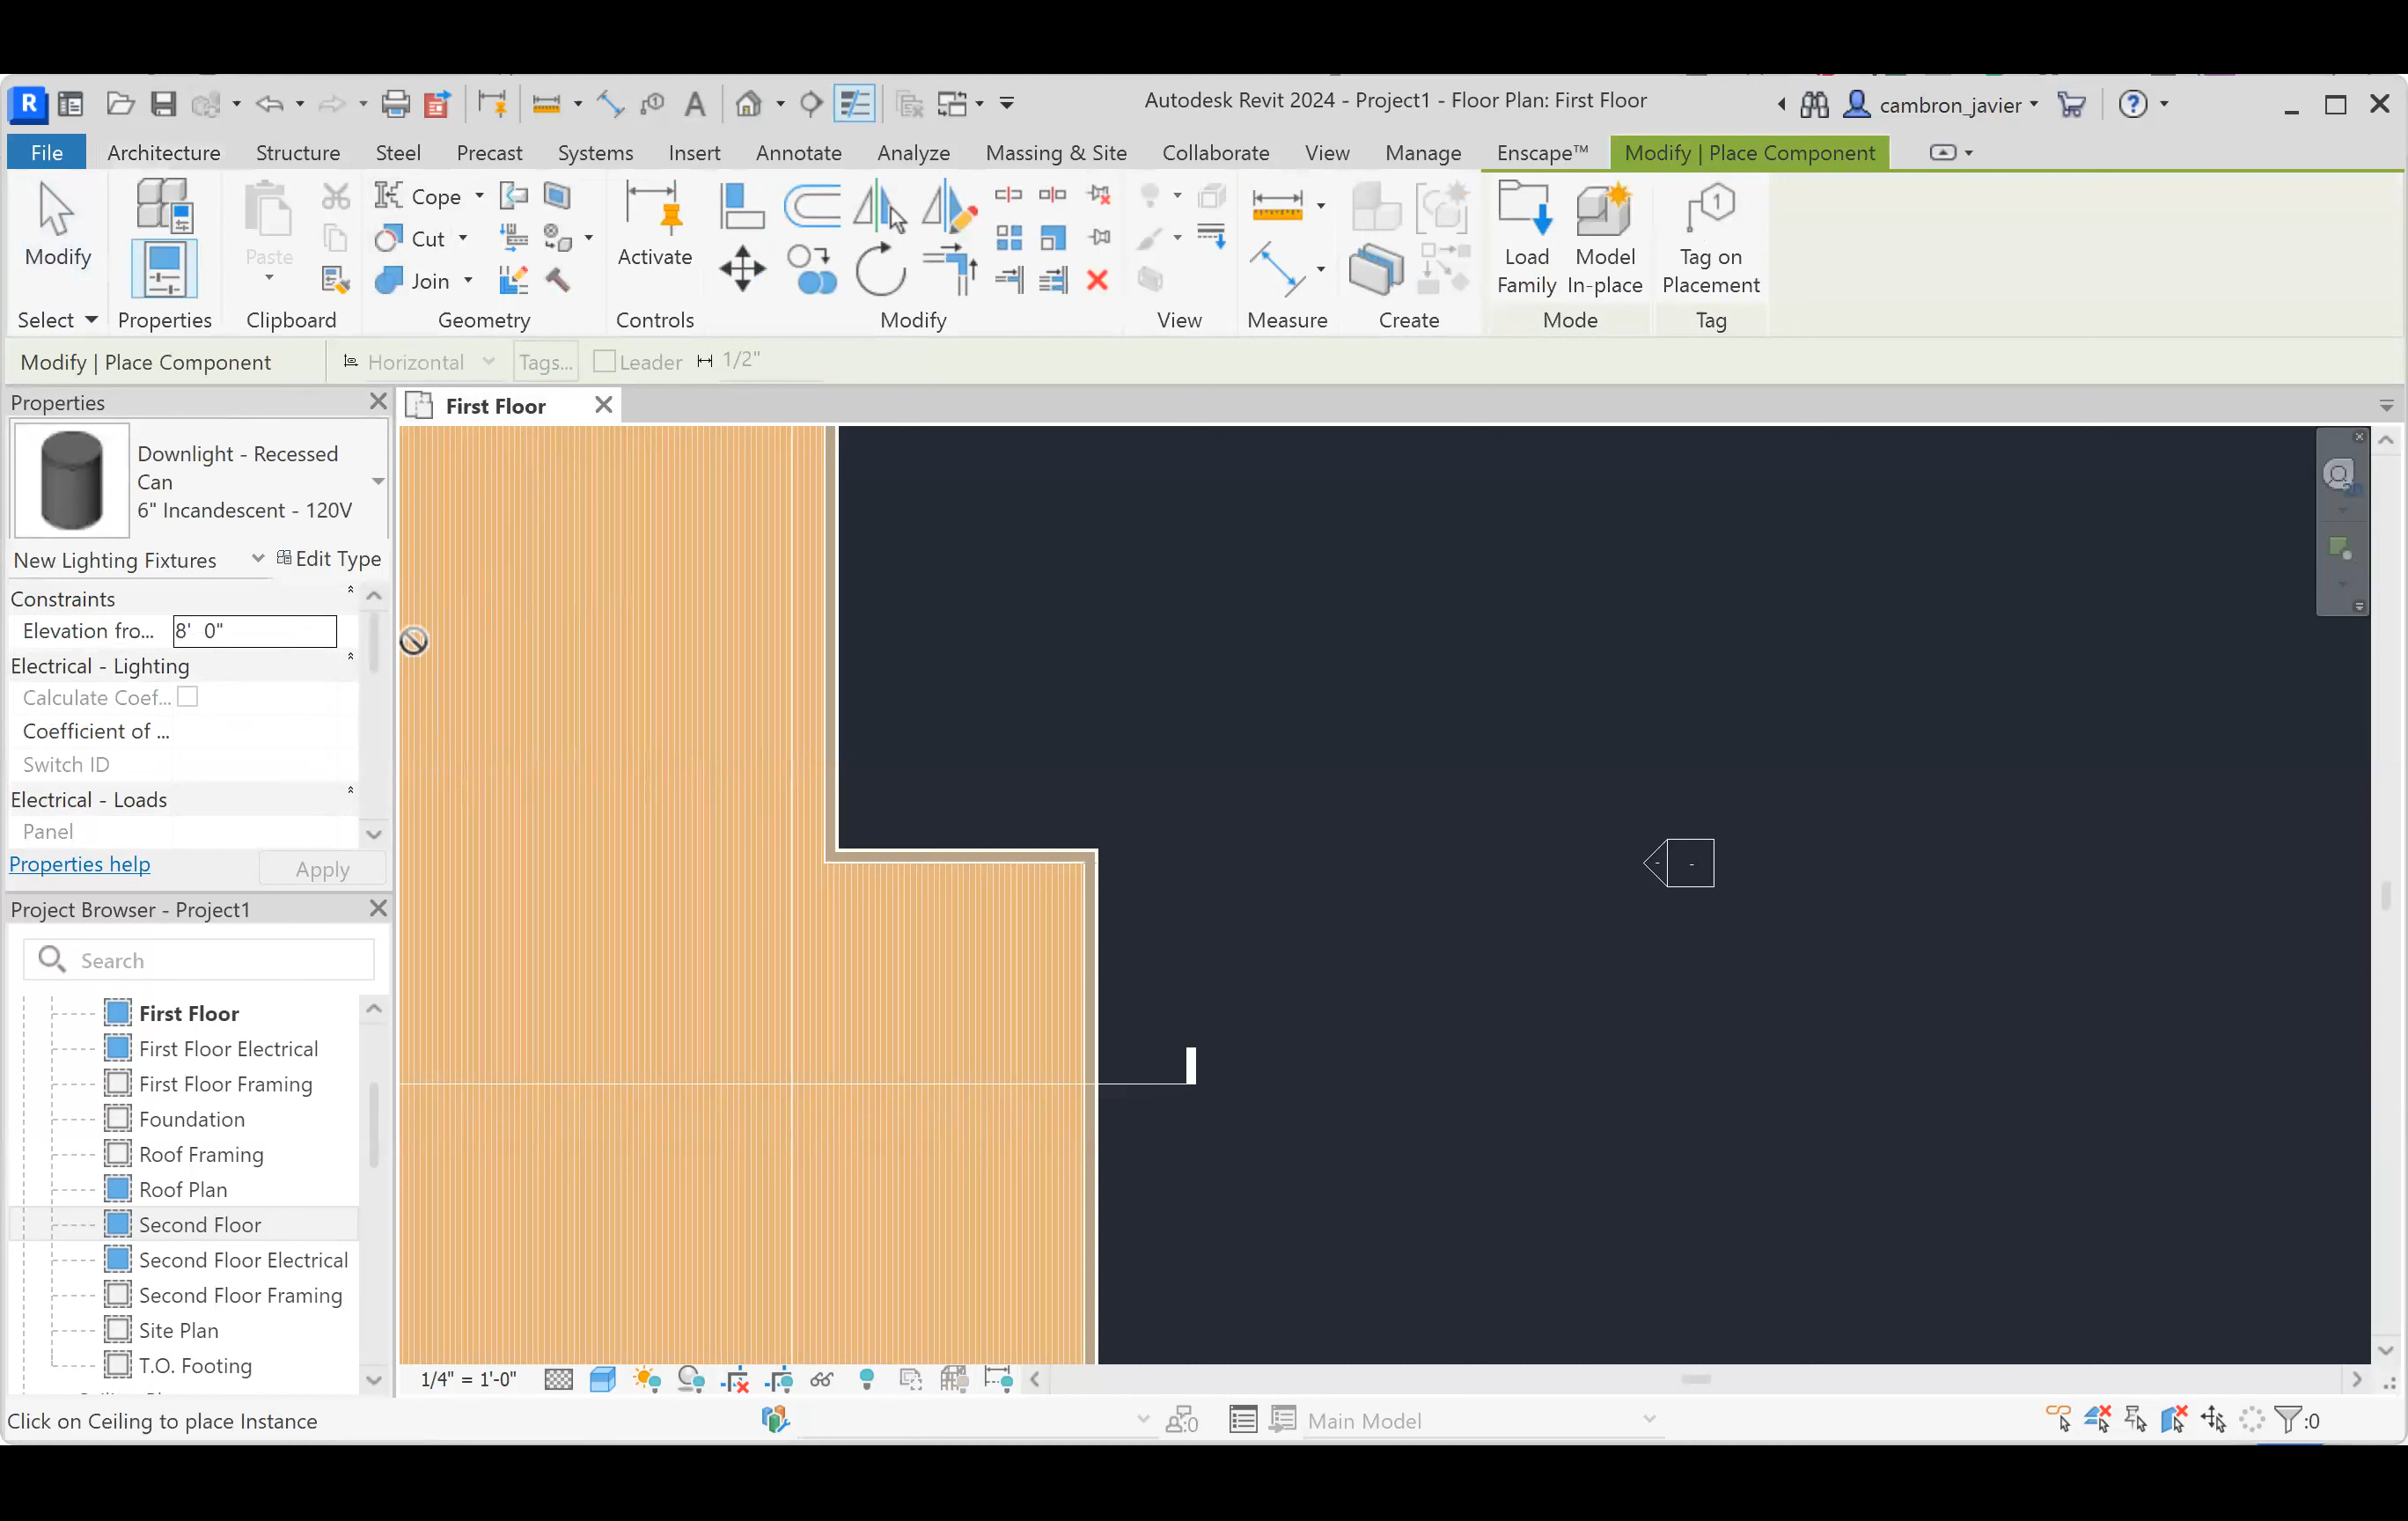 R
Autodesk Revit 2024 - Project1 - Floor Plan: First Floor
cambron_javier
File Architecture Structure Steel Precast Systems Insert Annotate Analyze Massing & Site Collaborate View Manage Enscape™ Modify | Place Component
Modify
Paste
Cope
Cut
Join
Activate
Load
Family
Model
In-place
Tag on
Placement
Select Properties Clipboard Geometry Controls Modify View Measure Create Mode Tag
Modify | Place Component Horizontal Tags... Leader 1/2"
Properties
First Floor
Downlight - Recessed
Can
6" Incandescent - 120V
New Lighting Fixtures Edit Type
Constraints
Elevation fro... 8' 0"
Electrical - Lighting
Calculate Coef...
Coefficient of ...
Switch ID
Electrical - Loads
Panel
Properties help Apply
Project Browser - Project1
Search
First Floor
First Floor Electrical
First Floor Framing
Foundation
Roof Framing
Roof Plan
Second Floor
Second Floor Electrical
Second Floor Framing
Site Plan
T.O. Footing
1/4" = 1'-0"
Click on Ceiling to place Instance
:0
Main Model
:0